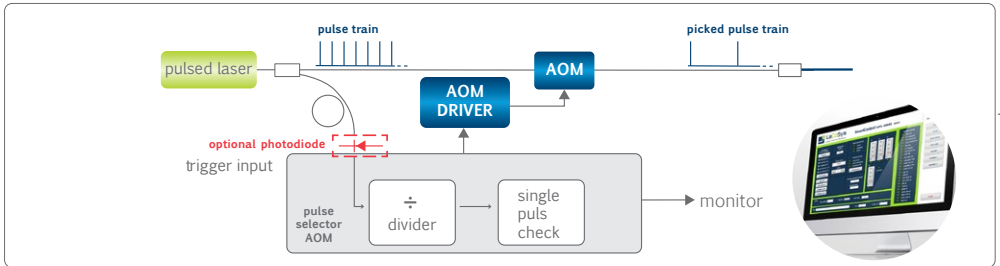 pulse train
picked pulse train
pulsed laser
AOM
AOM
DRIVER
optional photodiode
trigger input
÷
divider
single
puls
check
pulse
selector
AOM
monitor